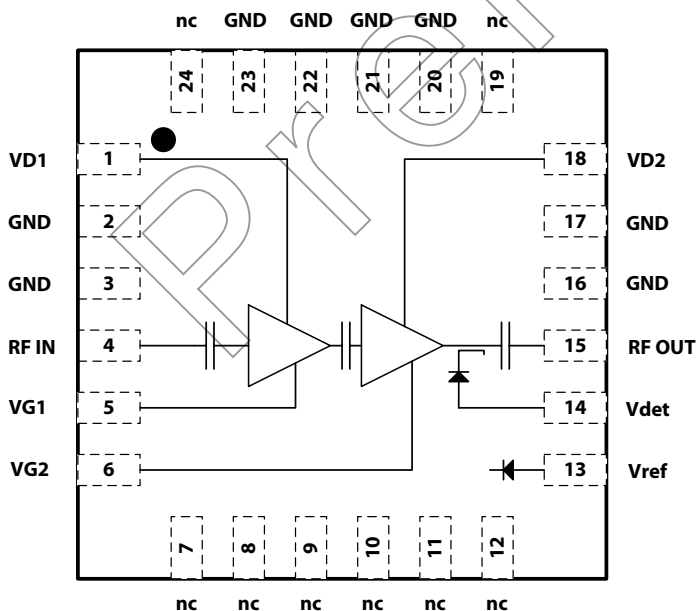 nc GND GND GND GND nc
24 23 22 21 20 19
VD1 1 18 VD2
GND 2 17 GND
GND 3 16 GND
RF IN 4 15 RF OUT
VG1 5 14 Vdet
VG2 6 13 Vref
7 8 9 10 11 12
nc nc nc nc nc nc